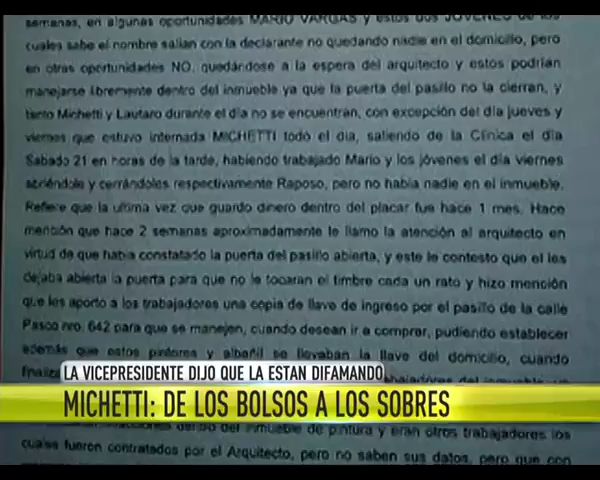 semanas, en algunas oportunidades MARIO VARGAS y estos dos JOVENES de los
cuales sabe el nombre salían con la declarante no quedando nadie en el domicilio, pero
en otras oportunidades NO, quedándose a la espera del arquitecto y estos podrían
manejarse libremente dentro del inmueble ya que la puerta del pasillo no la cierran, y
tanto Michetti y Lautaro durante el día no se encuentran, con excepción del día jueves y
viernes que estuvo internada MICHETTI todo el día, saliendo de la Clínica el día
Sábado 21 en horas de la tarde, habiendo trabajado Mario y los jóvenes el día viernes
abriéndole y cerrándoles respectivamente Raposo, pero no había nadie en el inmueble.
Refiere que la ultima vez que guardo dinero dentro del placar fue hace 1 mes. Hace
mención que hace 2 semanas aproximadamente le llamo la atención al arquitecto en
virtud de que había constatado la puerta del pasillo abierta, y este le contesto que el les
dejaba abierta la puerta para que no le tocaran el timbre cada un rato y hizo mención
que les aporto a los trabajadores una copia de llave de ingreso por el pasillo de la calle
Pasco nro. 642 para que se manejen, cuando desean ir a comprar, pudiendo establecer
además que estos pintores y albañil se llevaban la llave del domicilio, cuando
LA VICEPRESIDENTE DIJO QUE LA ESTAN DIFAMANDO
MICHETTI: DE LOS BOLSOS A LOS SOBRES
del inmueble de pintura y eran otros trabajadores los
cuales fueron contratados por el Arquitecto, pero no saben sus datos, pero que con